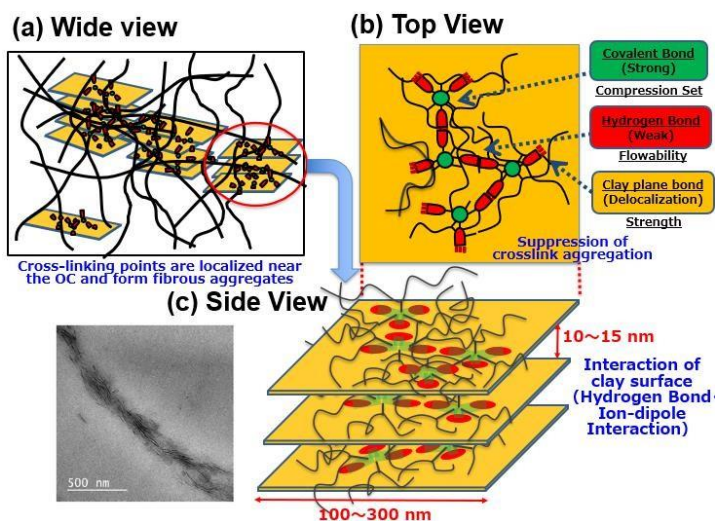 (a) Wide view
Cross-linking points are localized near
the OC and form fibrous aggregates
(b) Top View
Covalent Bond
(Strong)
Compression Set
Hydrogen Bond
(Weak)
Flowability
Clay plane bond
(Delocalization)
Strength
Suppression of
crosslink aggregation
(c) Side View
500 nm
10～15 nm
Interaction of
clay surface
(Hydrogen Bond·
Ion-dipole
Interaction)
100～300 nm